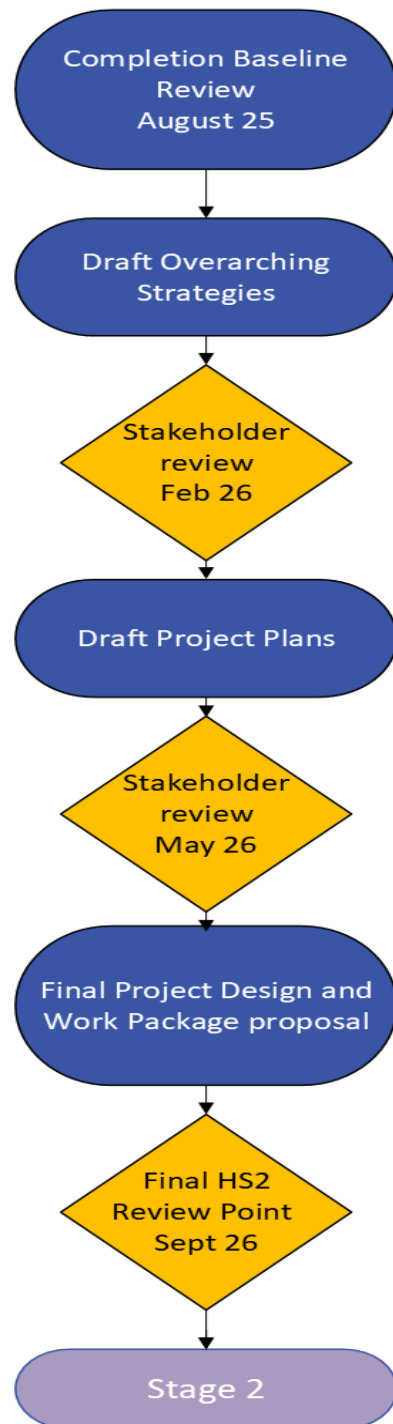 Completion Baseline
Review
August 25
Draft Overarching
Strategies
Stakeholder
review
Feb 26
Draft Project Plans
Stakeholder
review
May 26
Final Project Design and
Work Package proposal
Final HS2
Review Point
Sept 26
Stage 2